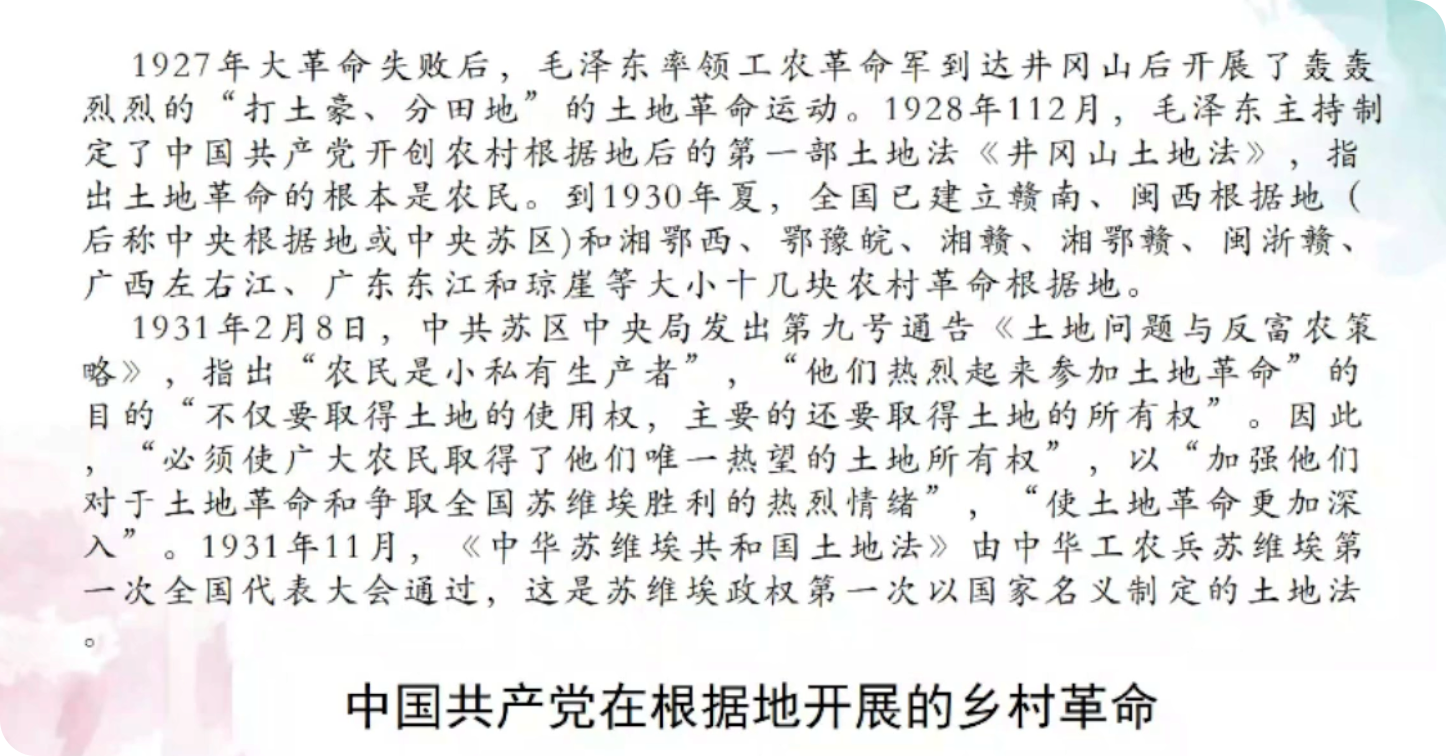 1927年大革命失败后，毛泽东率领工农革命军到达井冈山后开展了轰轰
烈烈的“打土豪、分田地”的土地革命运动。1928年112月，毛泽东主持制
定了中国共产党开创农村根据地后的第一部土地法《井冈山土地法》，指
出土地革命的根本是农民。到1930年夏，全国已建立赣南、闽西根据地（
后称中央根据地或中央苏区)和湘鄂西、鄂豫皖、湘赣、湘鄂赣、闽浙赣、
广西左右江、广东东江和琼崖等大小十几块农村革命根据地。
1931年2月8日，中共苏区中央局发出第九号通告《土地问题与反富农策
略》，指出“农民是小私有生产者”，“他们热烈起来参加土地革命”的
目的“不仅要取得土地的使用权，主要的还要取得土地的所有权”。因此
，“必须使广大农民取得了他们唯一热望的土地所有权”，以“加强他们
对于土地革命和争取全国苏维埃胜利的热烈情绪”，“使土地革命更加深
入”。1931年11月，《中华苏维埃共和国土地法》由中华工农兵苏维埃第
一次全国代表大会通过，这是苏维埃政权第一次以国家名义制定的土地法
。
中国共产党在根据地开展的乡村革命